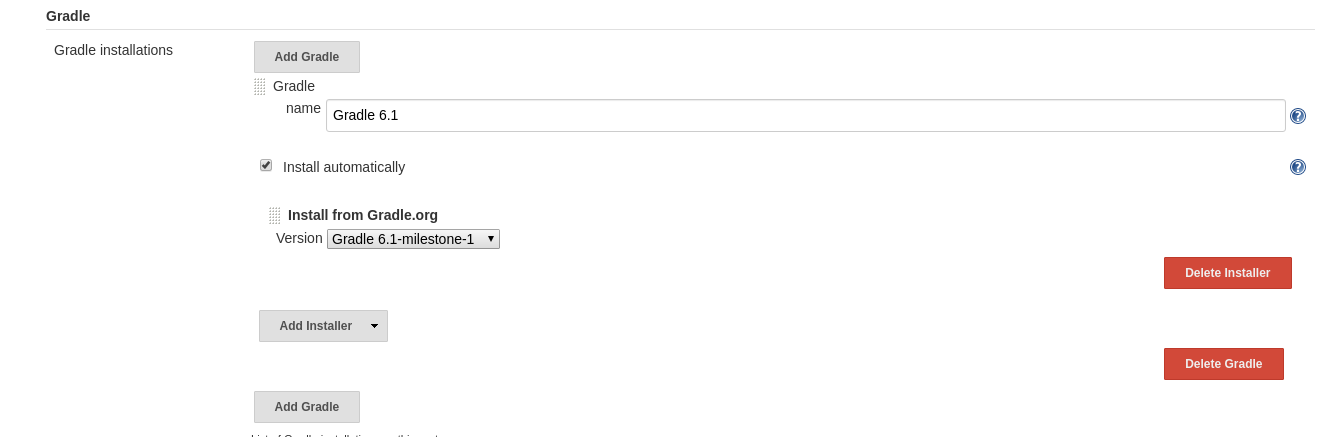 Gradle
Gradle installations
Add Gradle
Gradle
name
Gradle 6.1
Install automatically
Install from Gradle.org
Version
Gradle 6.1-milestone-1
Delete Installer
Add Installer
Delete Gradle
Add Gradle